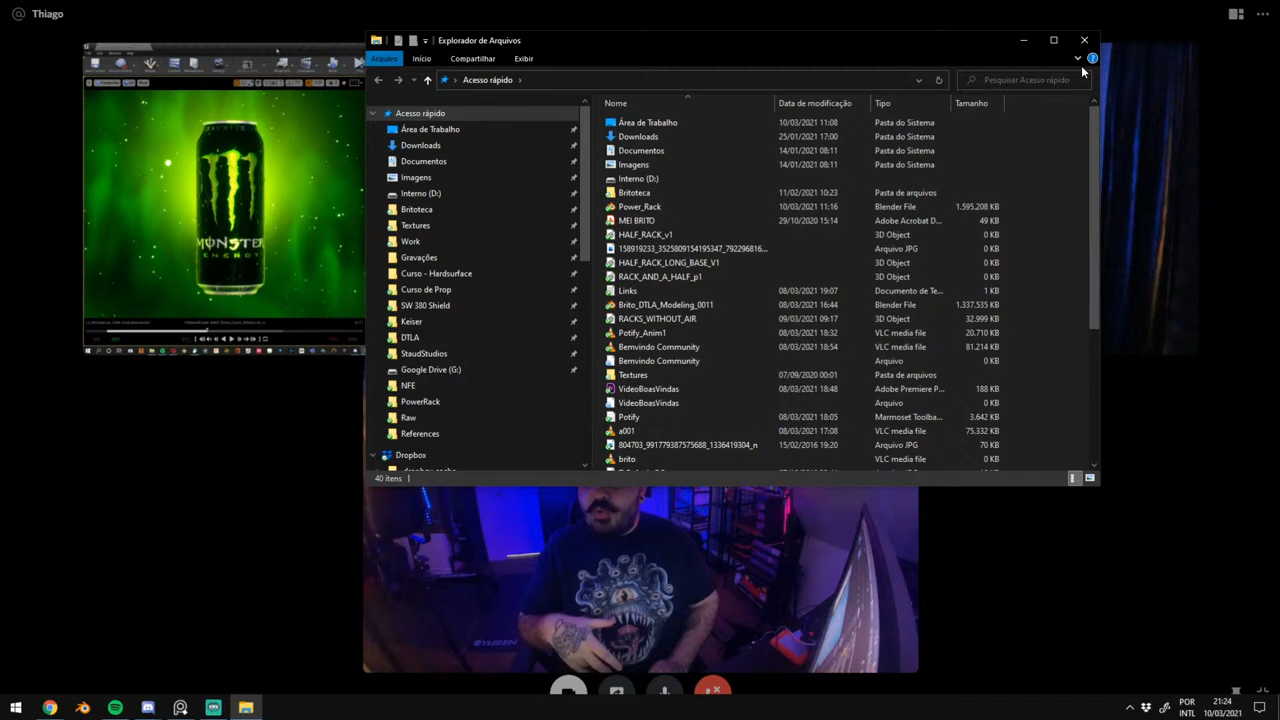 @ Thiago
Explorador de Arquivos
Arquivo Início Compartilhar Exibir
Acesso rápido
Pesquisar Acesso rápido
Nome Data de modificação Tipo Tamanho
Acesso rápido
Área de Trabalho
Downloads
Documentos
Imagens
Interno (D:)
Britoteca
Textures
Work
Gravações
Curso - Hardsurface
Curso de Prop
SW 380 Shield
Keiser
DTLA
StaudStudios
Google Drive (G:)
NFE
PowerRack
Raw
References
Dropbox
Área de Trabalho 10/03/2021 11:08 Pasta do Sistema
Downloads 25/01/2021 17:00 Pasta do Sistema
Documentos 14/01/2021 08:11 Pasta do Sistema
Imagens 14/01/2021 08:11 Pasta do Sistema
Interno (D:)
Britoteca 11/02/2021 10:23 Pasta de arquivos
Power_Rack 10/03/2021 11:16 Blender File 1.595.208 KB
MEI BRITO 29/10/2020 15:14 Adobe Acrobat D... 49 KB
HALF_RACK_v1 3D Object 0 KB
158919233_3525809154195347_792296816... Arquivo JPG 0 KB
HALF_RACK_LONG_BASE_V1 3D Object 0 KB
RACK_AND_A_HALF_p1 3D Object 0 KB
Links 08/03/2021 19:07 Documento de Te... 1 KB
Brito_DTLA_Modeling_0011 08/03/2021 16:44 Blender File 1.337.535 KB
RACKS_WITHOUT_AIR 09/03/2021 09:17 3D Object 32.999 KB
Potify_Anim1 08/03/2021 18:32 VLC media file 20.710 KB
Bemvindo Community 08/03/2021 18:54 VLC media file 81.214 KB
Bemvindo Community Arquivo 0 KB
Textures 07/09/2020 00:01 Pasta de arquivos
VideoBoasVindas 08/03/2021 18:48 Adobe Premiere P... 188 KB
VideoBoasVindas Arquivo 0 KB
Potify 08/03/2021 18:05 Marmoset Toolba... 3.642 KB
a001 08/03/2021 17:08 VLC media file 75.332 KB
804703_991779387575688_1336419304_n 15/02/2016 19:20 Arquivo JPG 70 KB
brito VLC media file 0 KB
40 itens
MONSTER
ENERGY
YUREN
POR
INTL
21:24
10/03/2021